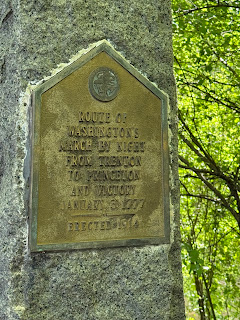 ROUTE OF
WASHINGTON'S
MARCH BY NIGHT
FROM TRENTON
TO PRINCETON
AND VICTORY
JANUARY 3 1777
ERECTED 1914